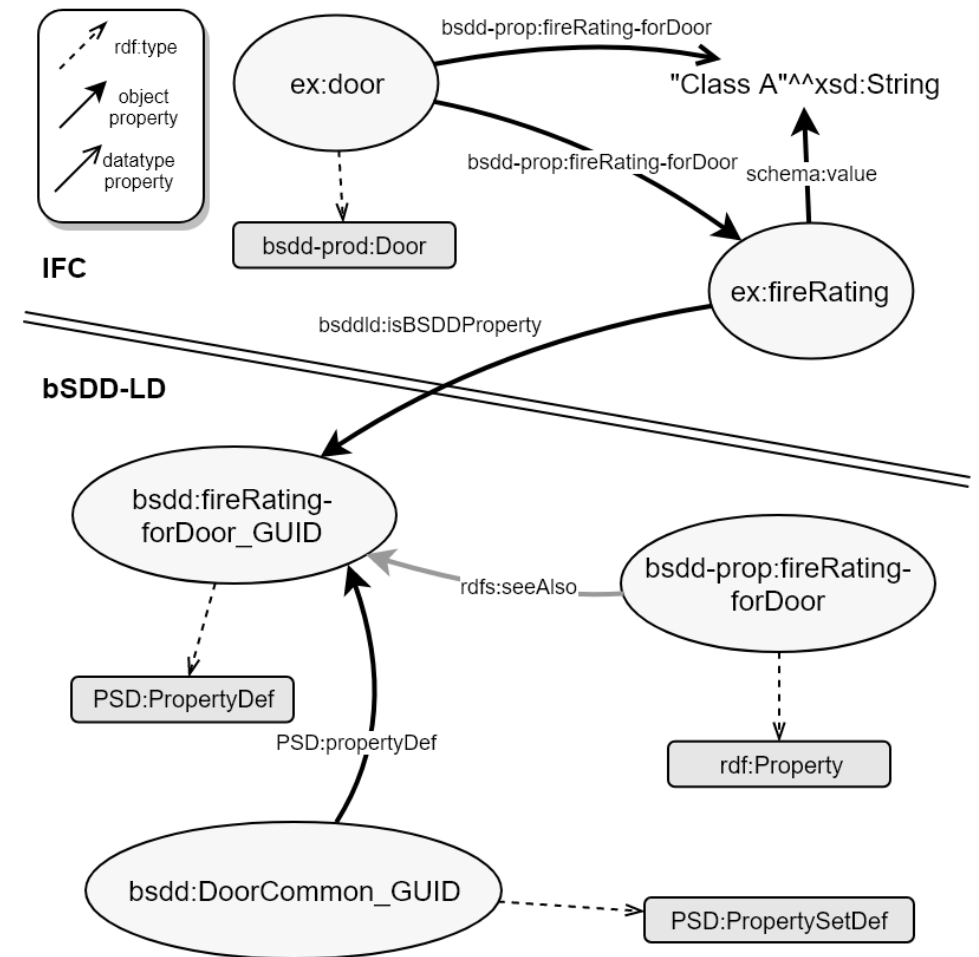 rdf:type
object
property
datatype
property
bsdd-prop:fireRating-forDoor
ex:door
"Class A"^^xsd:String
bsdd-prop:fireRating-forDoor
schema:value
bsdd-prod:Door
IFC
ex:fireRating
bsddld:isBSDDProperty
bSDD-LD
bsdd:fireRating-
forDoor_GUID
bsdd-prop:fireRating-
forDoor
rdfs:seeAlso
PSD:PropertyDef
PSD:propertyDef
rdf:Property
bsdd:DoorCommon_GUID
PSD:PropertySetDef